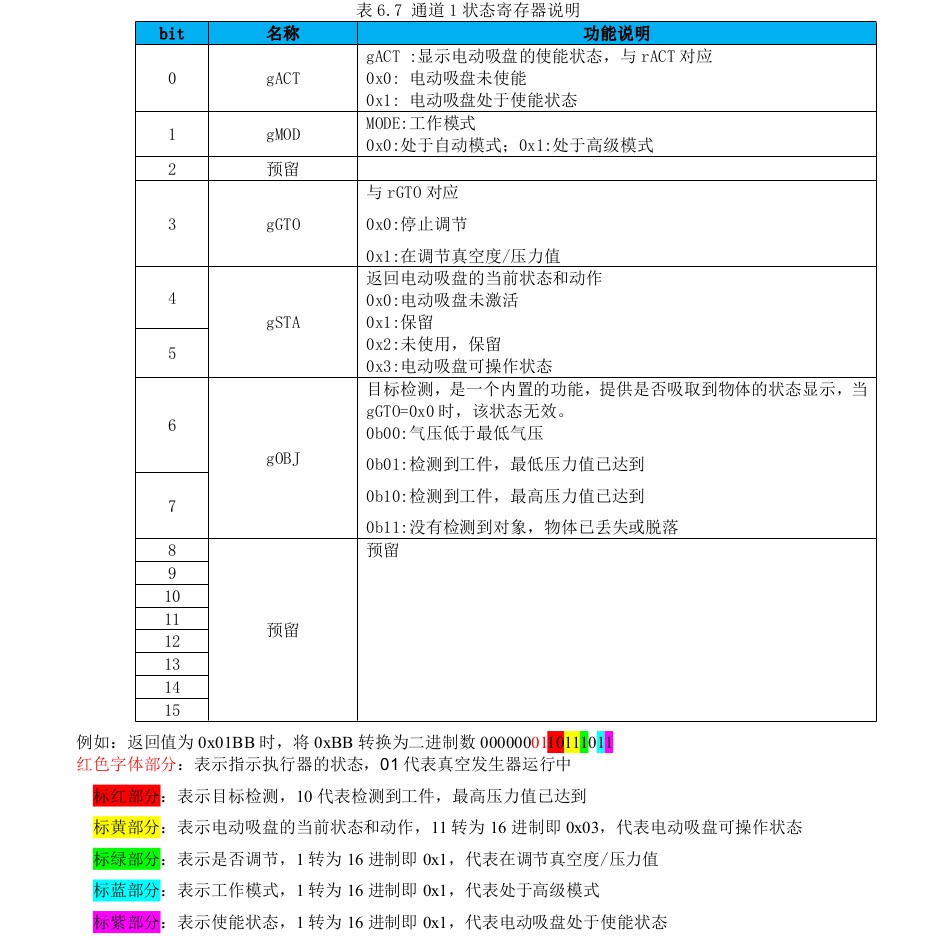 表 6.7 通道 1 状态寄存器说明
bit 名称 功能说明
0 gACT gACT :显示电动吸盘的使能状态，与 rACT 对应
0x0: 电动吸盘未使能
0x1: 电动吸盘处于使能状态
1 gMOD MODE:工作模式
0x0:处于自动模式；0x1:处于高级模式
2 预留
3 gGTO 与 rGTO 对应
0x0:停止调节
0x1:在调节真空度/压力值
4 5 gSTA 返回电动吸盘的当前状态和动作
0x0:电动吸盘未激活
0x1:保留
0x2:未使用，保留
0x3:电动吸盘可操作状态
6 7 gOBJ 目标检测，是一个内置的功能，提供是否吸取到物体的状态显示，当
gGTO=0x0 时，该状态无效。
0b00:气压低于最低气压
0b01:检测到工件，最低压力值已达到
0b10:检测到工件，最高压力值已达到
0b11:没有检测到对象，物体已丢失或脱落
8 预留 预留
9
10
11
12
13
14
15
例如：返回值为 0x01BB 时，将 0xBB 转换为二进制数 0000000110111011
红色字体部分：表示指示执行器的状态，01 代表真空发生器运行中
标红部分：表示目标检测，10 代表检测到工件，最高压力值已达到
标黄部分：表示电动吸盘的当前状态和动作，11 转为 16 进制即 0x03，代表电动吸盘可操作状态
标绿部分：表示是否调节，1 转为 16 进制即 0x1，代表在调节真空度/压力值
标蓝部分：表示工作模式，1 转为 16 进制即 0x1，代表处于高级模式
标紫部分：表示使能状态，1 转为 16 进制即 0x1，代表电动吸盘处于使能状态